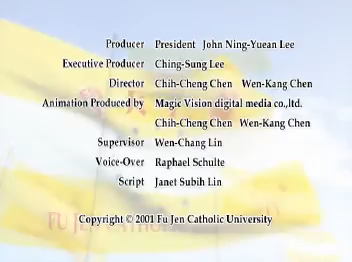 Producer President John Ning-Yuean Lee
Executive Producer Ching-Sung Lee
Director Chih-Cheng Chen Wen-Kang Chen
Animation Produced by Magic Vision digital media co.,ltd.
Chih-Cheng Chen Wen-Kang Chen
Supervisor Wen-Chang Lin
Voice-Over Raphael Schulte
Script Janet Subih Lin
FU JEN
Copyright © 2001 Fu Jen Catholic University